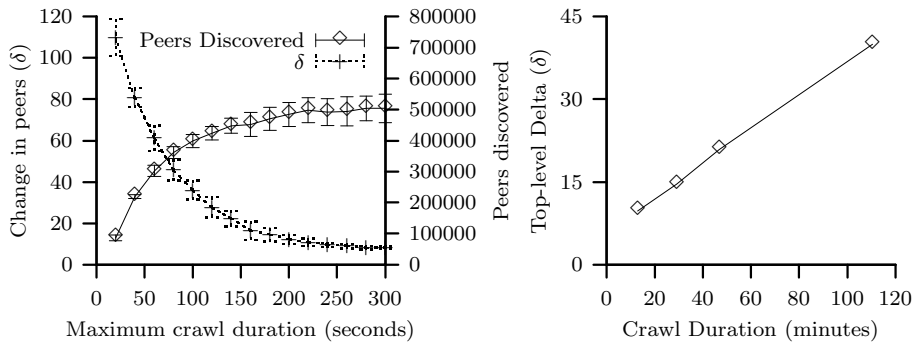 Change in peers (δ)
120
100
80
60
40
20
0
0 50 100 150 200 250 300
Maximum crawl duration (seconds)
Peers Discovered
δ
800000
700000
600000
500000
400000
300000
200000
100000
0
Peers discovered
Top-level Delta (δ)
45
30
15
0
0 20 40 60 80 100 120
Crawl Duration (minutes)